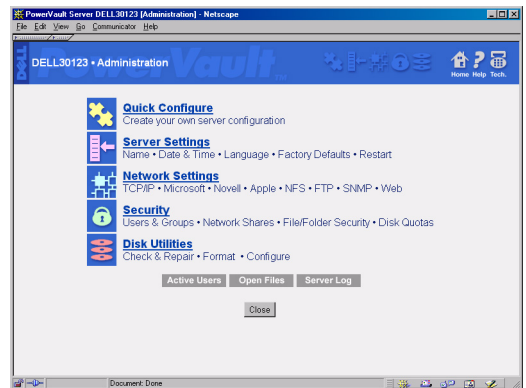 PowerVault Server DELL30123 [Administration] - Netscape
File Edit View Go Communicator Help
DELL
PowerVault
DELL30123 • Administration
Home Help Tech.
Quick Configure
Create your own server configuration
Server Settings
Name • Date & Time • Language • Factory Defaults • Restart
Network Settings
TCP/IP • Microsoft • Novell • Apple • NFS • FTP • SNMP • Web
Security
Users & Groups • Network Shares • File/Folder Security • Disk Quotas
Disk Utilities
Check & Repair • Format • Configure
Active Users Open Files Server Log
Close
Document: Done